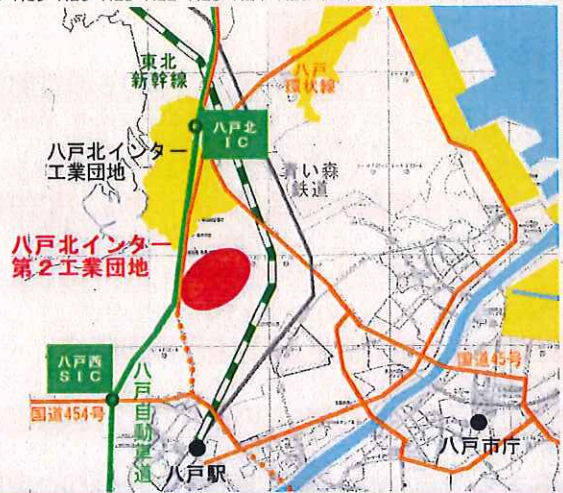 東北
新幹線
八戸
環状線
八戸北
IC
八戸北インター
工業団地
青い森
鉄道
八戸北インター
第2工業団地
八戸西
SIC
国道45号
国道454号
八戸自動車道
八戸駅
八戸市庁